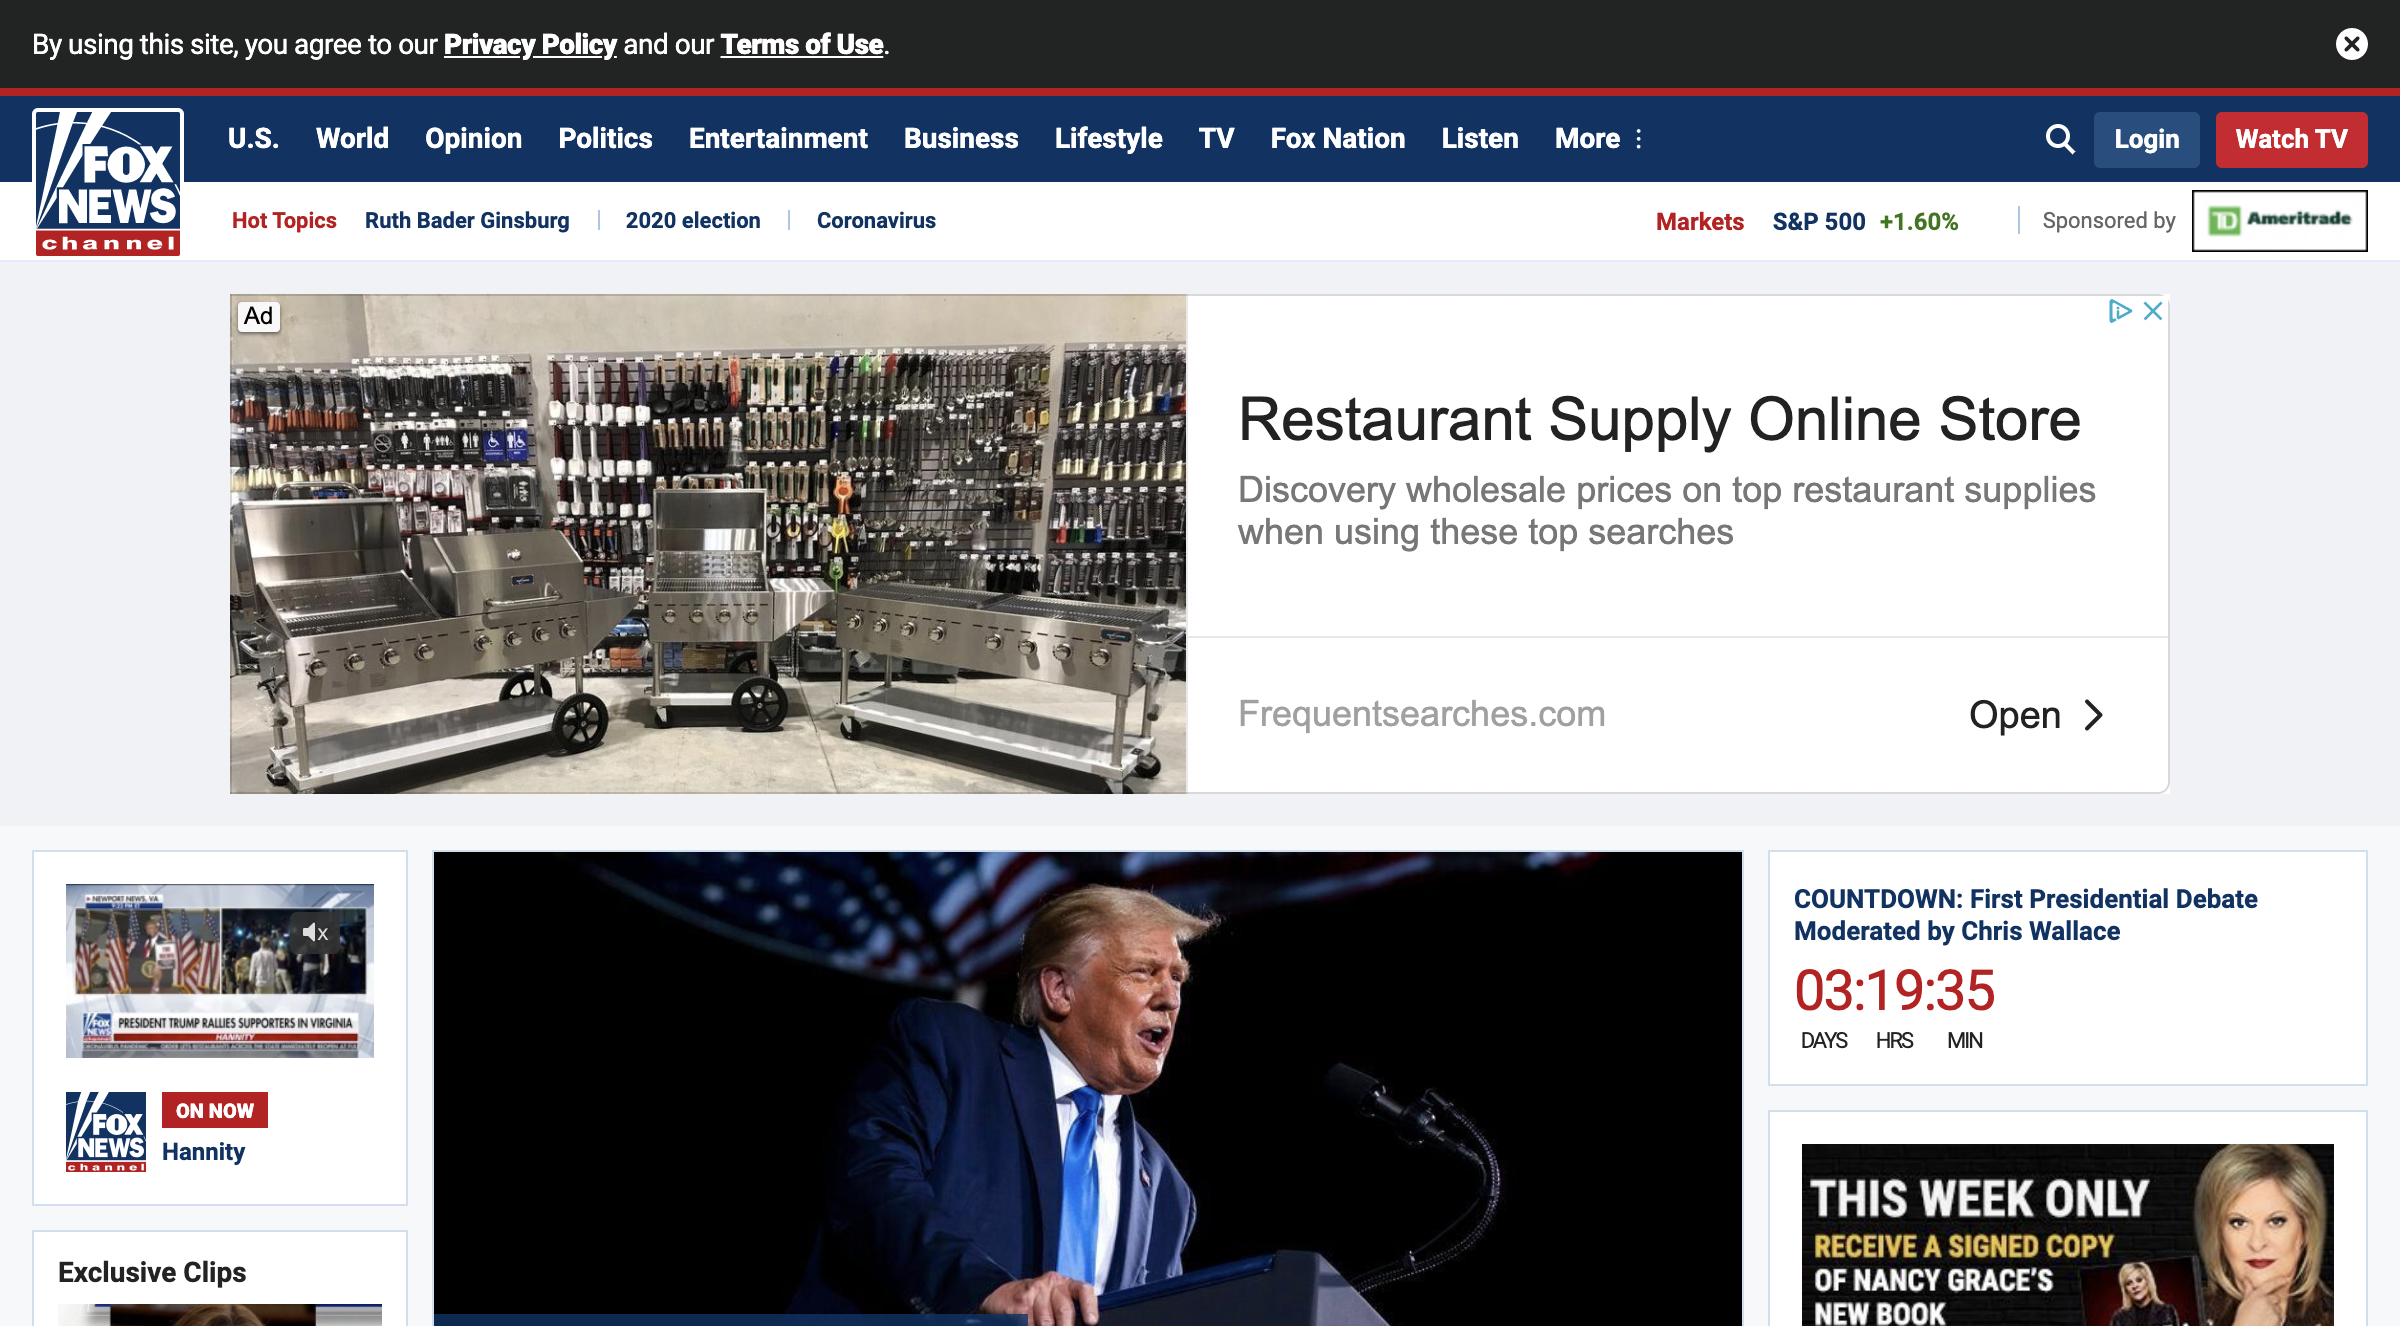 By using this site, you agree to our Privacy Policy and our Terms of Use.
FOX
NEWS
channel
U.S. World Opinion Politics Entertainment Business Lifestyle TV Fox Nation Listen More
Login
Watch TV
Hot Topics Ruth Bader Ginsburg 2020 election Coronavirus
Markets S&P 500 +1.60% Sponsored by
TD Ameritrade
Ad
Restaurant Supply Online Store
Discovery wholesale prices on top restaurant supplies
when using these top searches
Frequentsearches.com
Open
NEWPORT NEWS, VA
FOX
NEWS
PRESIDENT TRUMP RALLIES SUPPORTERS IN VIRGINIA
HANNITY
FOX
NEWS
channel
ON NOW
Hannity
Exclusive Clips
COUNTDOWN: First Presidential Debate
Moderated by Chris Wallace
03:19:35
DAYS HRS MIN
THIS WEEK ONLY
RECEIVE A SIGNED COPY
OF NANCY GRACE'S
NEW BOOK